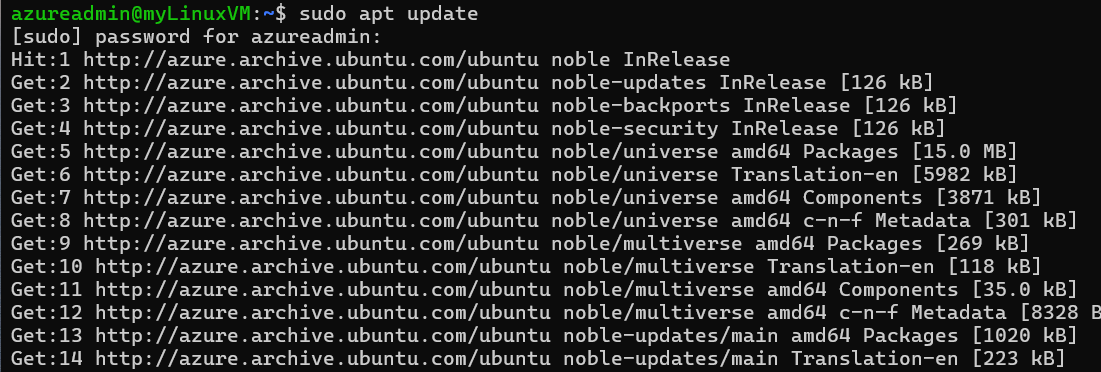 azureadmin@myLinuxVM:~$ sudo apt update
[sudo] password for azureadmin:
Hit:1 http://azure.archive.ubuntu.com/ubuntu noble InRelease
Get:2 http://azure.archive.ubuntu.com/ubuntu noble-updates InRelease [126 kB]
Get:3 http://azure.archive.ubuntu.com/ubuntu noble-backports InRelease [126 kB]
Get:4 http://azure.archive.ubuntu.com/ubuntu noble-security InRelease [126 kB]
Get:5 http://azure.archive.ubuntu.com/ubuntu noble/universe amd64 Packages [15.0 MB]
Get:6 http://azure.archive.ubuntu.com/ubuntu noble/universe Translation-en [5982 kB]
Get:7 http://azure.archive.ubuntu.com/ubuntu noble/universe amd64 Components [3871 kB]
Get:8 http://azure.archive.ubuntu.com/ubuntu noble/universe amd64 c-n-f Metadata [301 kB]
Get:9 http://azure.archive.ubuntu.com/ubuntu noble/multiverse amd64 Packages [269 kB]
Get:10 http://azure.archive.ubuntu.com/ubuntu noble/multiverse Translation-en [118 kB]
Get:11 http://azure.archive.ubuntu.com/ubuntu noble/multiverse amd64 Components [35.0 kB]
Get:12 http://azure.archive.ubuntu.com/ubuntu noble/multiverse amd64 c-n-f Metadata [8328 B
Get:13 http://azure.archive.ubuntu.com/ubuntu noble-updates/main amd64 Packages [1020 kB]
Get:14 http://azure.archive.ubuntu.com/ubuntu noble-updates/main Translation-en [223 kB]